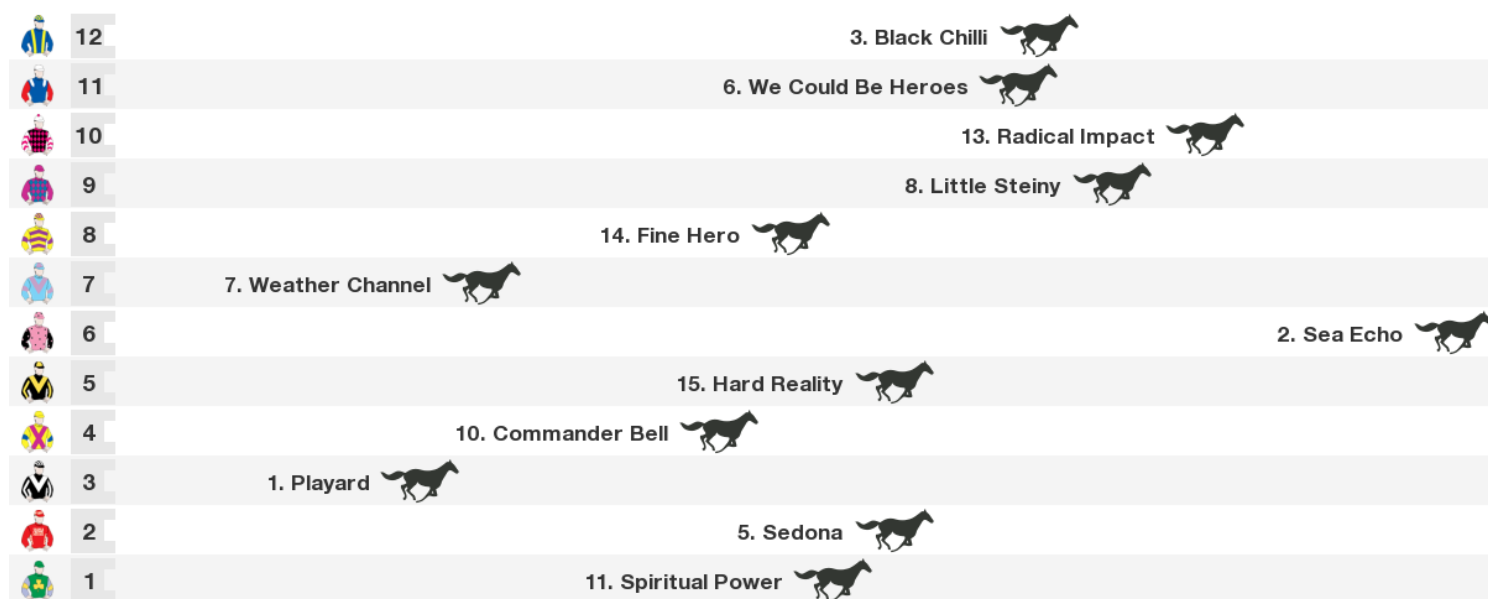 12 3. Black Chilli
11 6. We Could Be Heroes
10 13. Radical Impact
9 8. Little Steiny
8 14. Fine Hero
7 7. Weather Channel
6 2. Sea Echo
5 15. Hard Reality
4 10. Commander Bell
3 1. Playard
2 5. Sedona
1 11. Spiritual Power